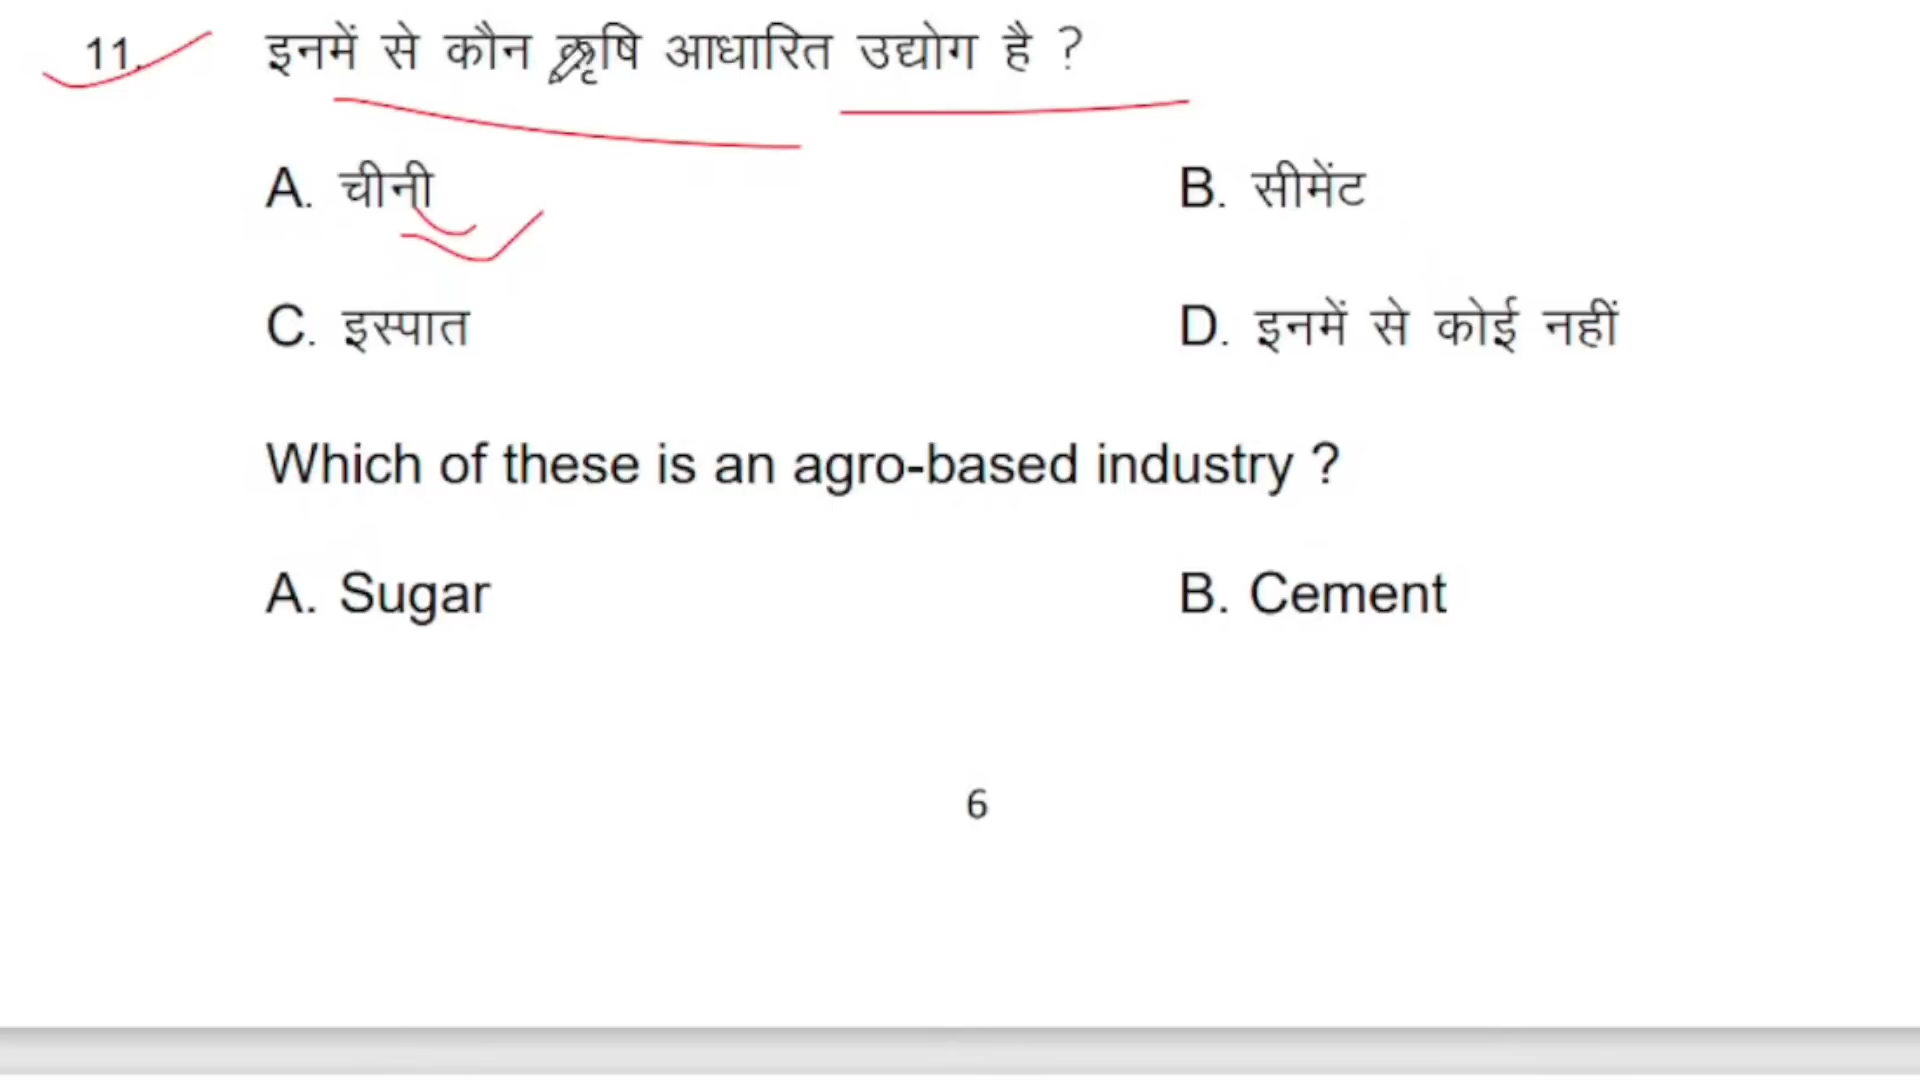 11. इनमें से कौन कृषि आधारित उद्योग है ?
A. चीनी B. सीमेंट
C. इस्पात D. इनमें से कोई नहीं
Which of these is an agro-based industry ?
A. Sugar B. Cement
6